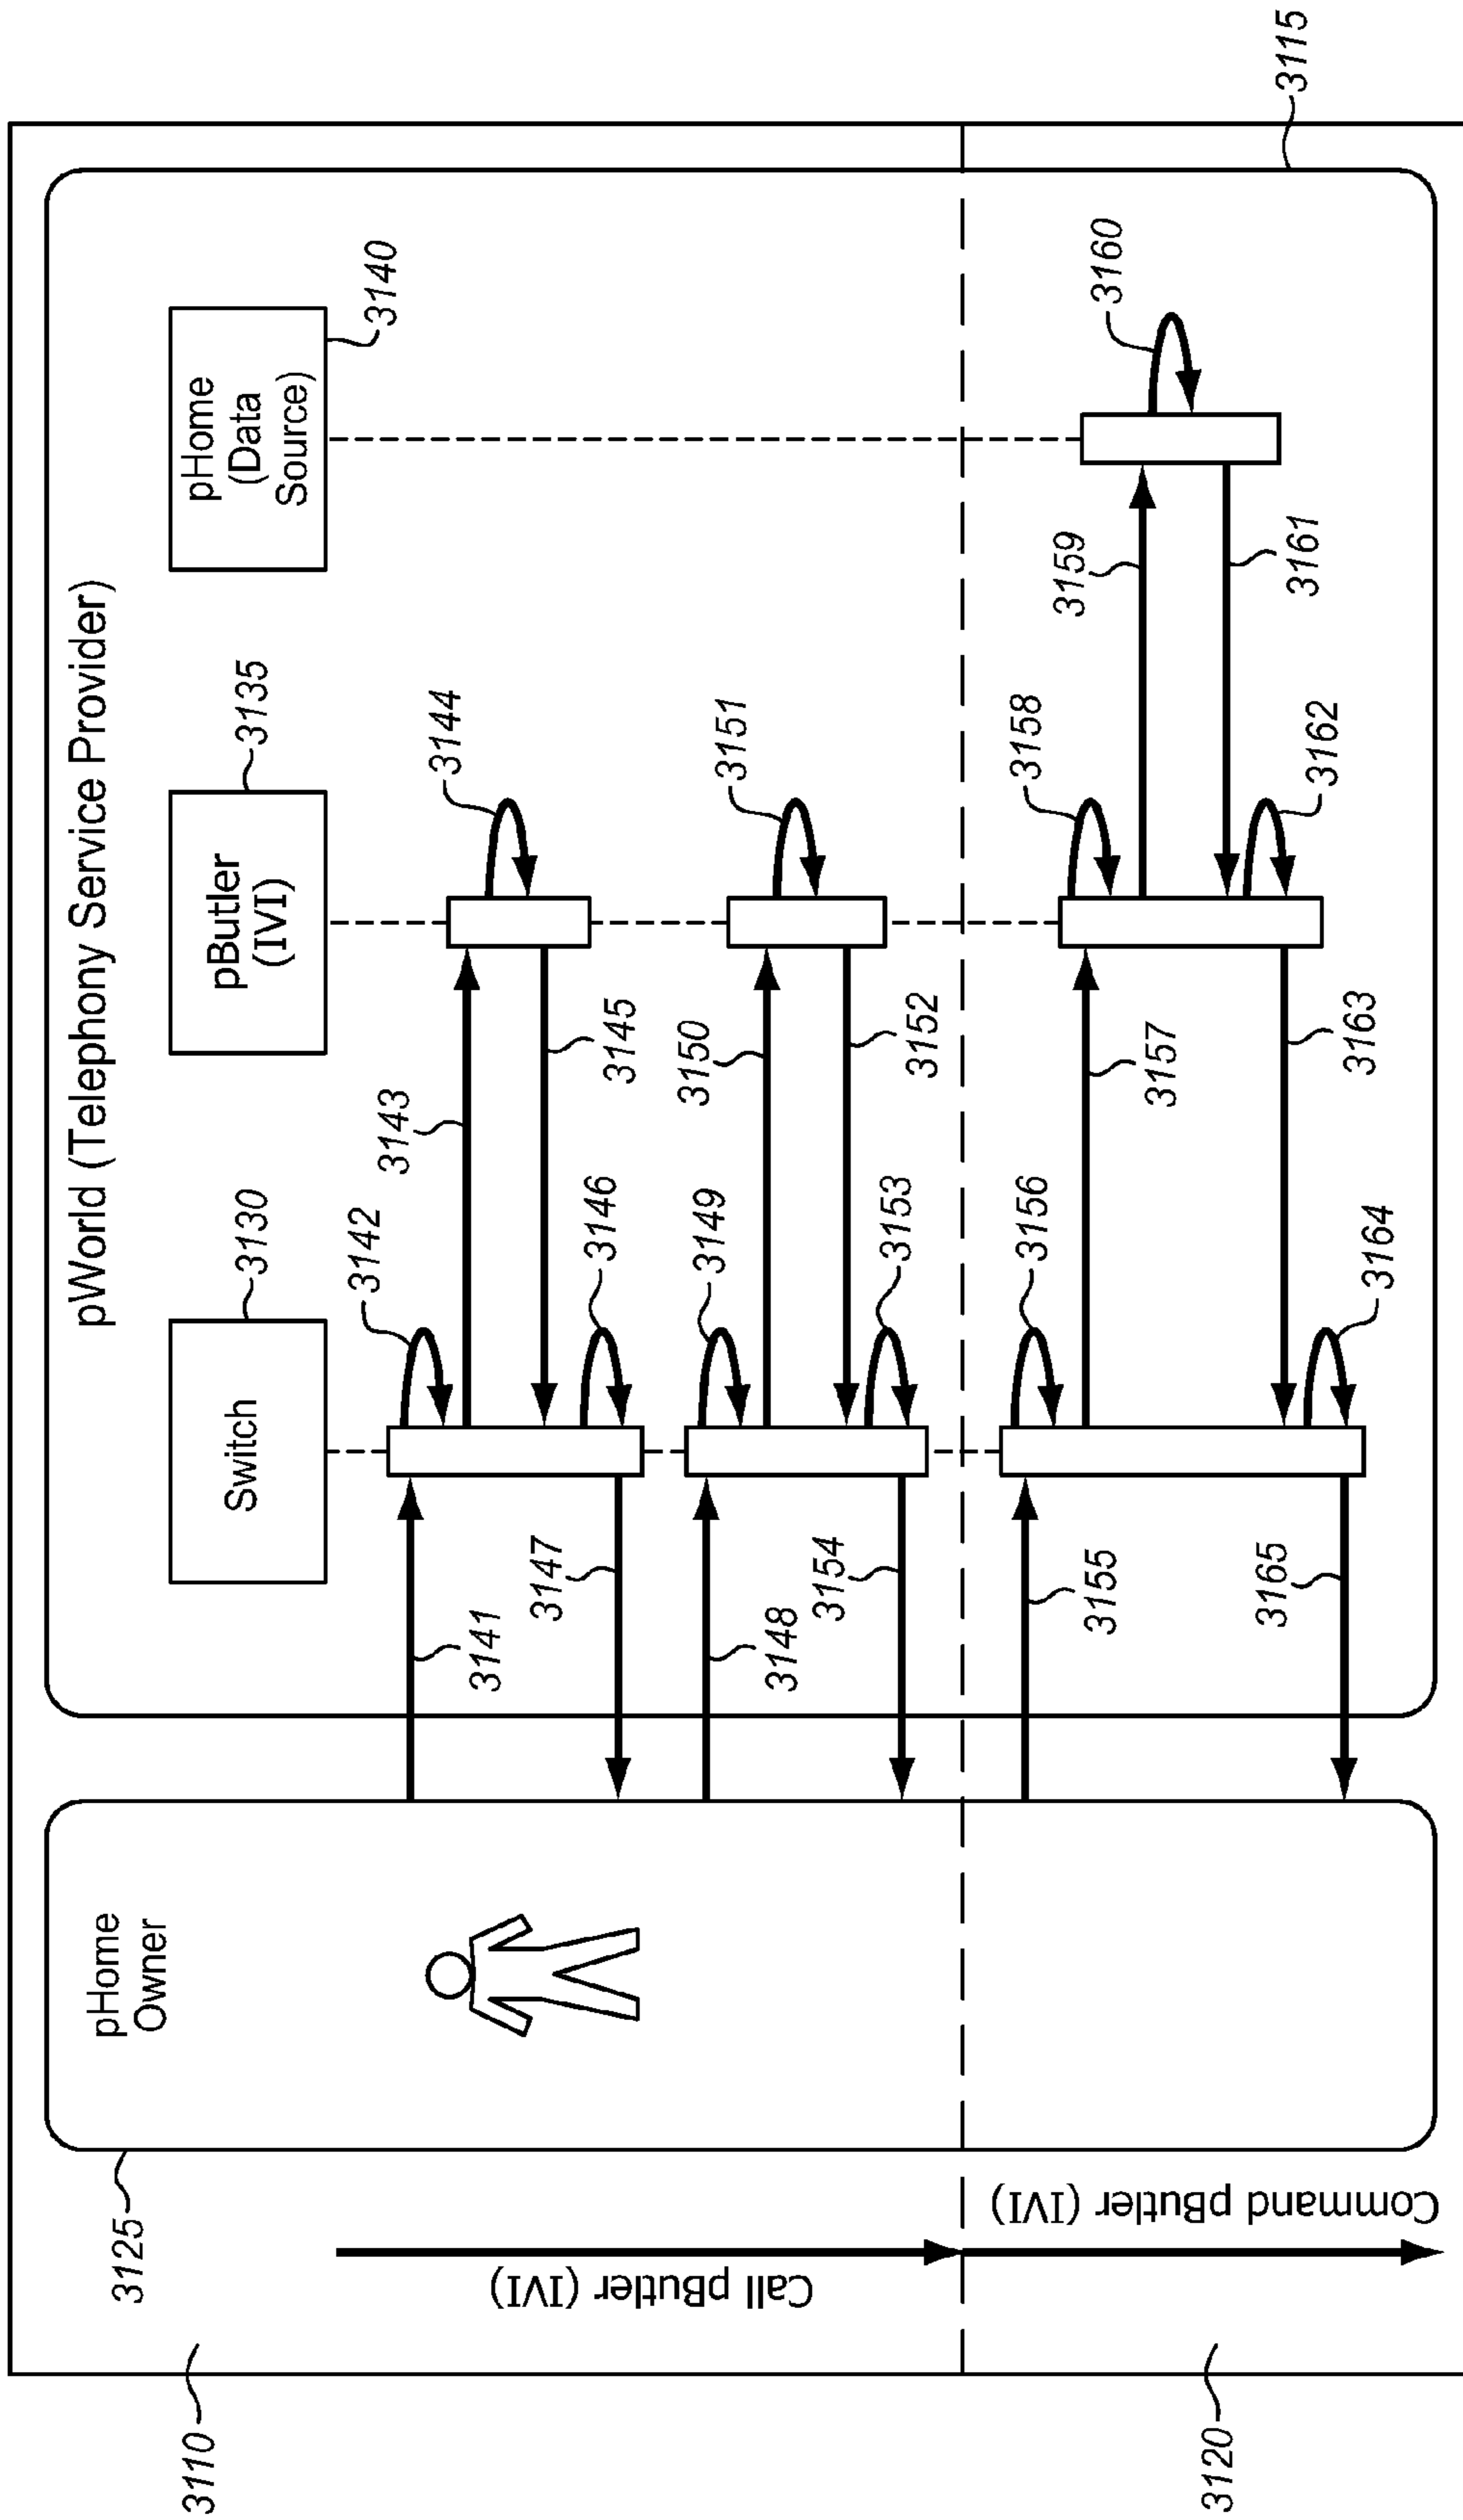 pWorld (Telephony Service Provider)
pHome
Owner
Switch
pButler
(IVI)
pHome
(Data
Source)
3110
3125
3130
3135
3140
3115
Call pButler (IVI)
3141
3142
3143
3144
3145
3146
3147
3148
3149
3150
3151
3152
3153
3154
3120
Command pButler (IVI)
3155
3156
3157
3158
3159
3160
3161
3162
3163
3164
3165